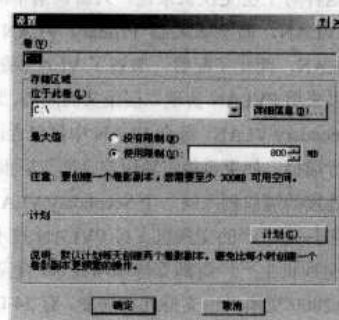 设置
卷(V):
存储区域
位于此卷(L):
C:\
详细信息(D)...
最大值
没有限制(N)
使用限制(U):
800
MB
注意: 要创建一个卷影副本，您需要至少 300MB 可用空间。
计划
计划(C)...
说明: 默认计划每天创建两个卷影副本。避免比每小时创建一个
卷影副本更频繁的操作。
确定
取消